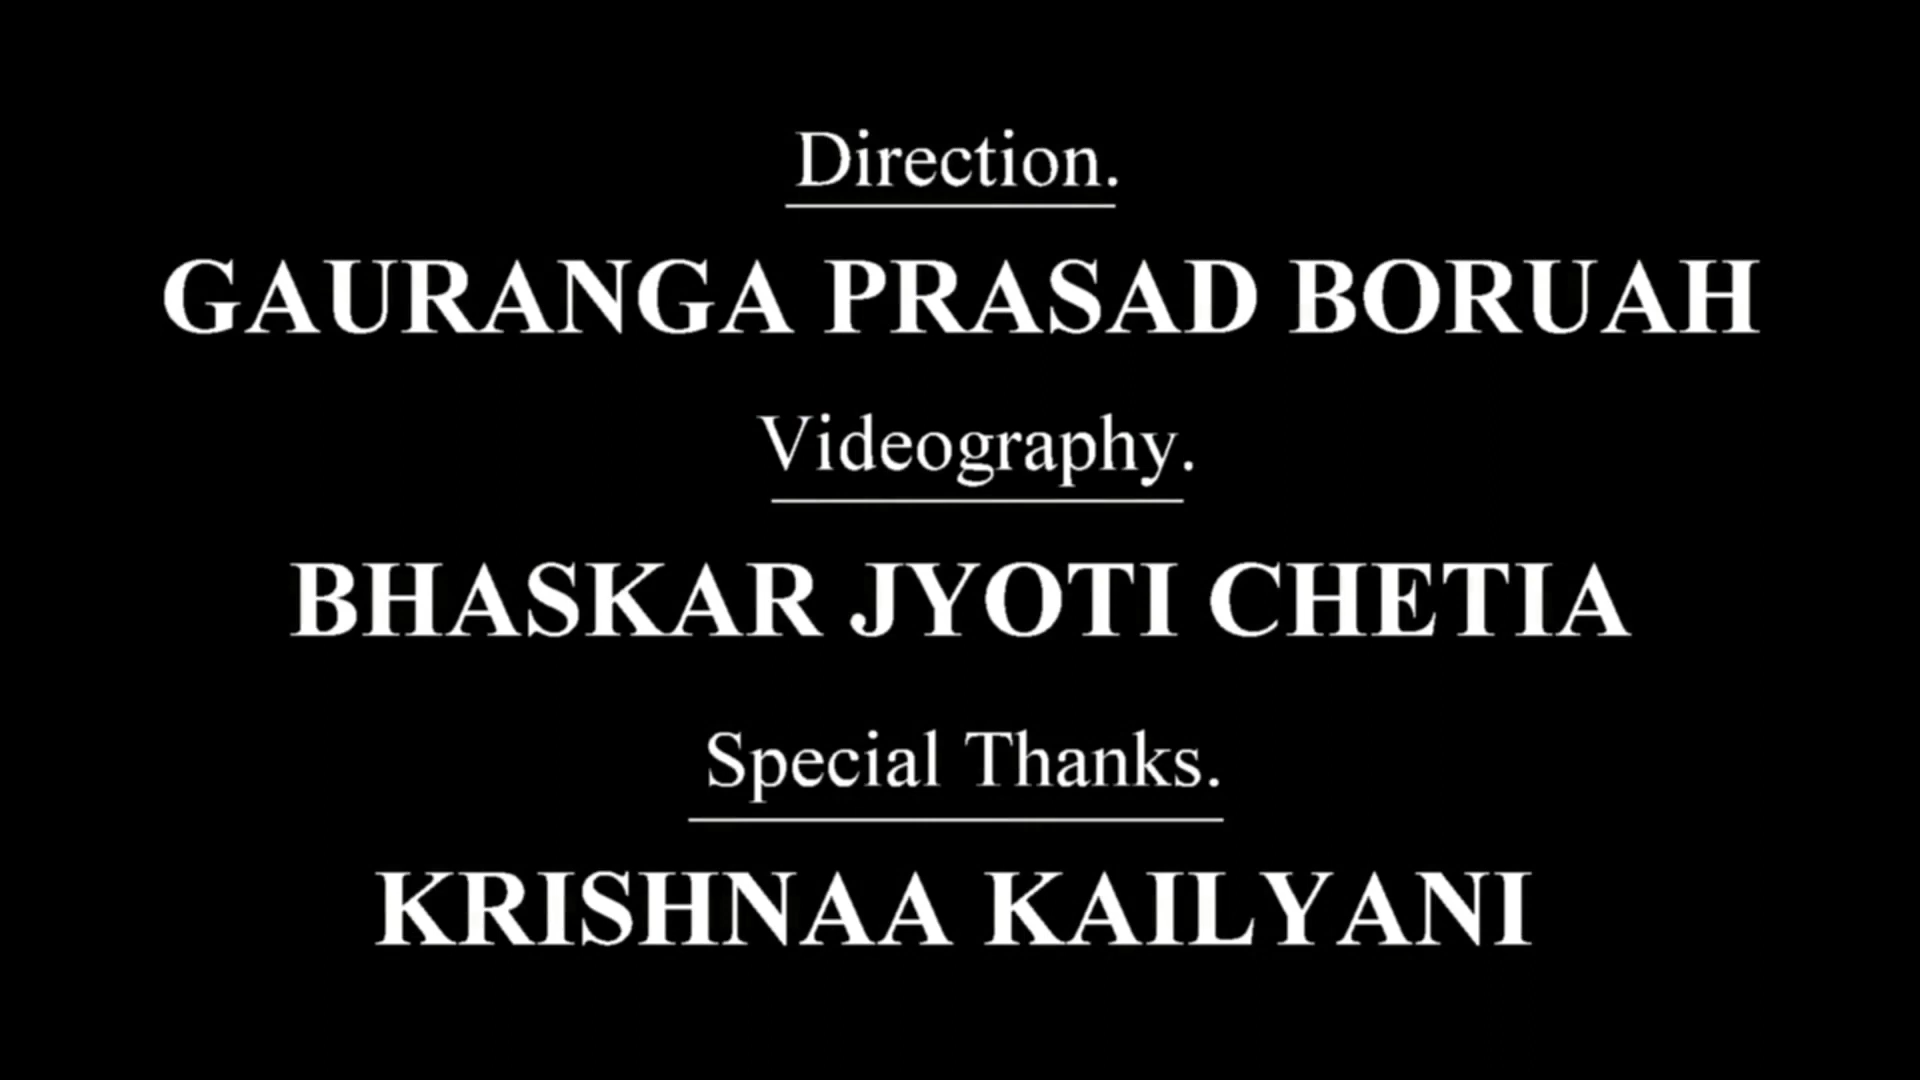 Direction.
GAURANGA PRASAD BORUAH
Videography.
BHASKAR JYOTI CHETIA
Special Thanks.
KRISHNAA KAILYANI